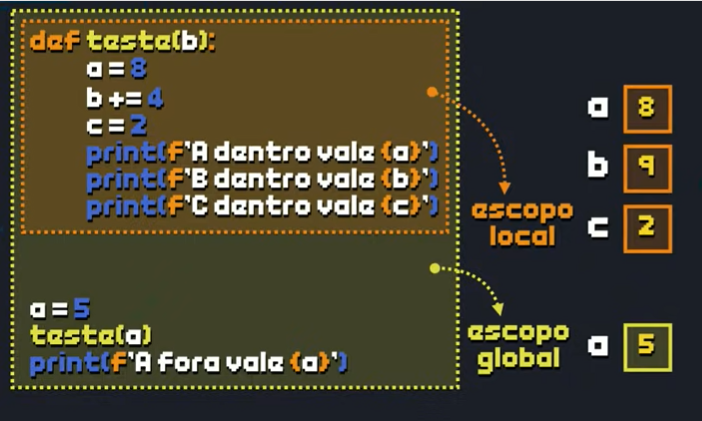 def teste(b):
a = 8
b += 4
c = 2
print(f'A dentro vale {a}')
print(f'B dentro vale {b}')
print(f'C dentro vale {c}')
a = 5
teste(a)
print(f'A fora vale {a}')
escopo
local
escopo
global
a 8
b 9
c 2
a 5